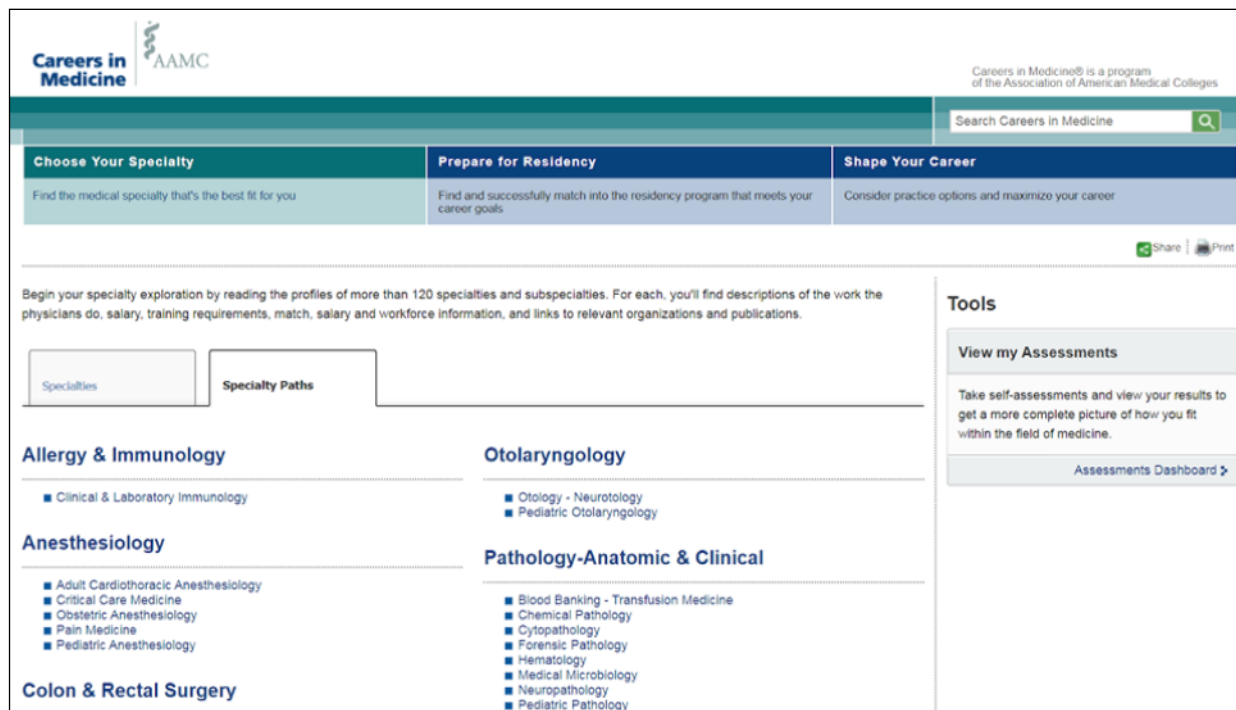 Careers in
Medicine
AAMC
Careers in Medicine® is a program
of the Association of American Medical Colleges
Search Careers in Medicine
Choose Your Specialty
Find the medical specialty that's the best fit for you
Prepare for Residency
Find and successfully match into the residency program that meets your
career goals
Shape Your Career
Consider practice options and maximize your career
Share
Print
Begin your specialty exploration by reading the profiles of more than 120 specialties and subspecialties. For each, you'll find descriptions of the work the
physicians do, salary, training requirements, match, salary and workforce information, and links to relevant organizations and publications.
Specialties
Specialty Paths
Allergy & Immunology
Clinical & Laboratory Immunology
Anesthesiology
Adult Cardiothoracic Anesthesiology
Critical Care Medicine
Obstetric Anesthesiology
Pain Medicine
Pediatric Anesthesiology
Colon & Rectal Surgery
Otolaryngology
Otology - Neurotology
Pediatric Otolaryngology
Pathology-Anatomic & Clinical
Blood Banking - Transfusion Medicine
Chemical Pathology
Cytopathology
Forensic Pathology
Hematology
Medical Microbiology
Neuropathology
Pediatric Pathology
Tools
View my Assessments
Take self-assessments and view your results to
get a more complete picture of how you fit
within the field of medicine.
Assessments Dashboard